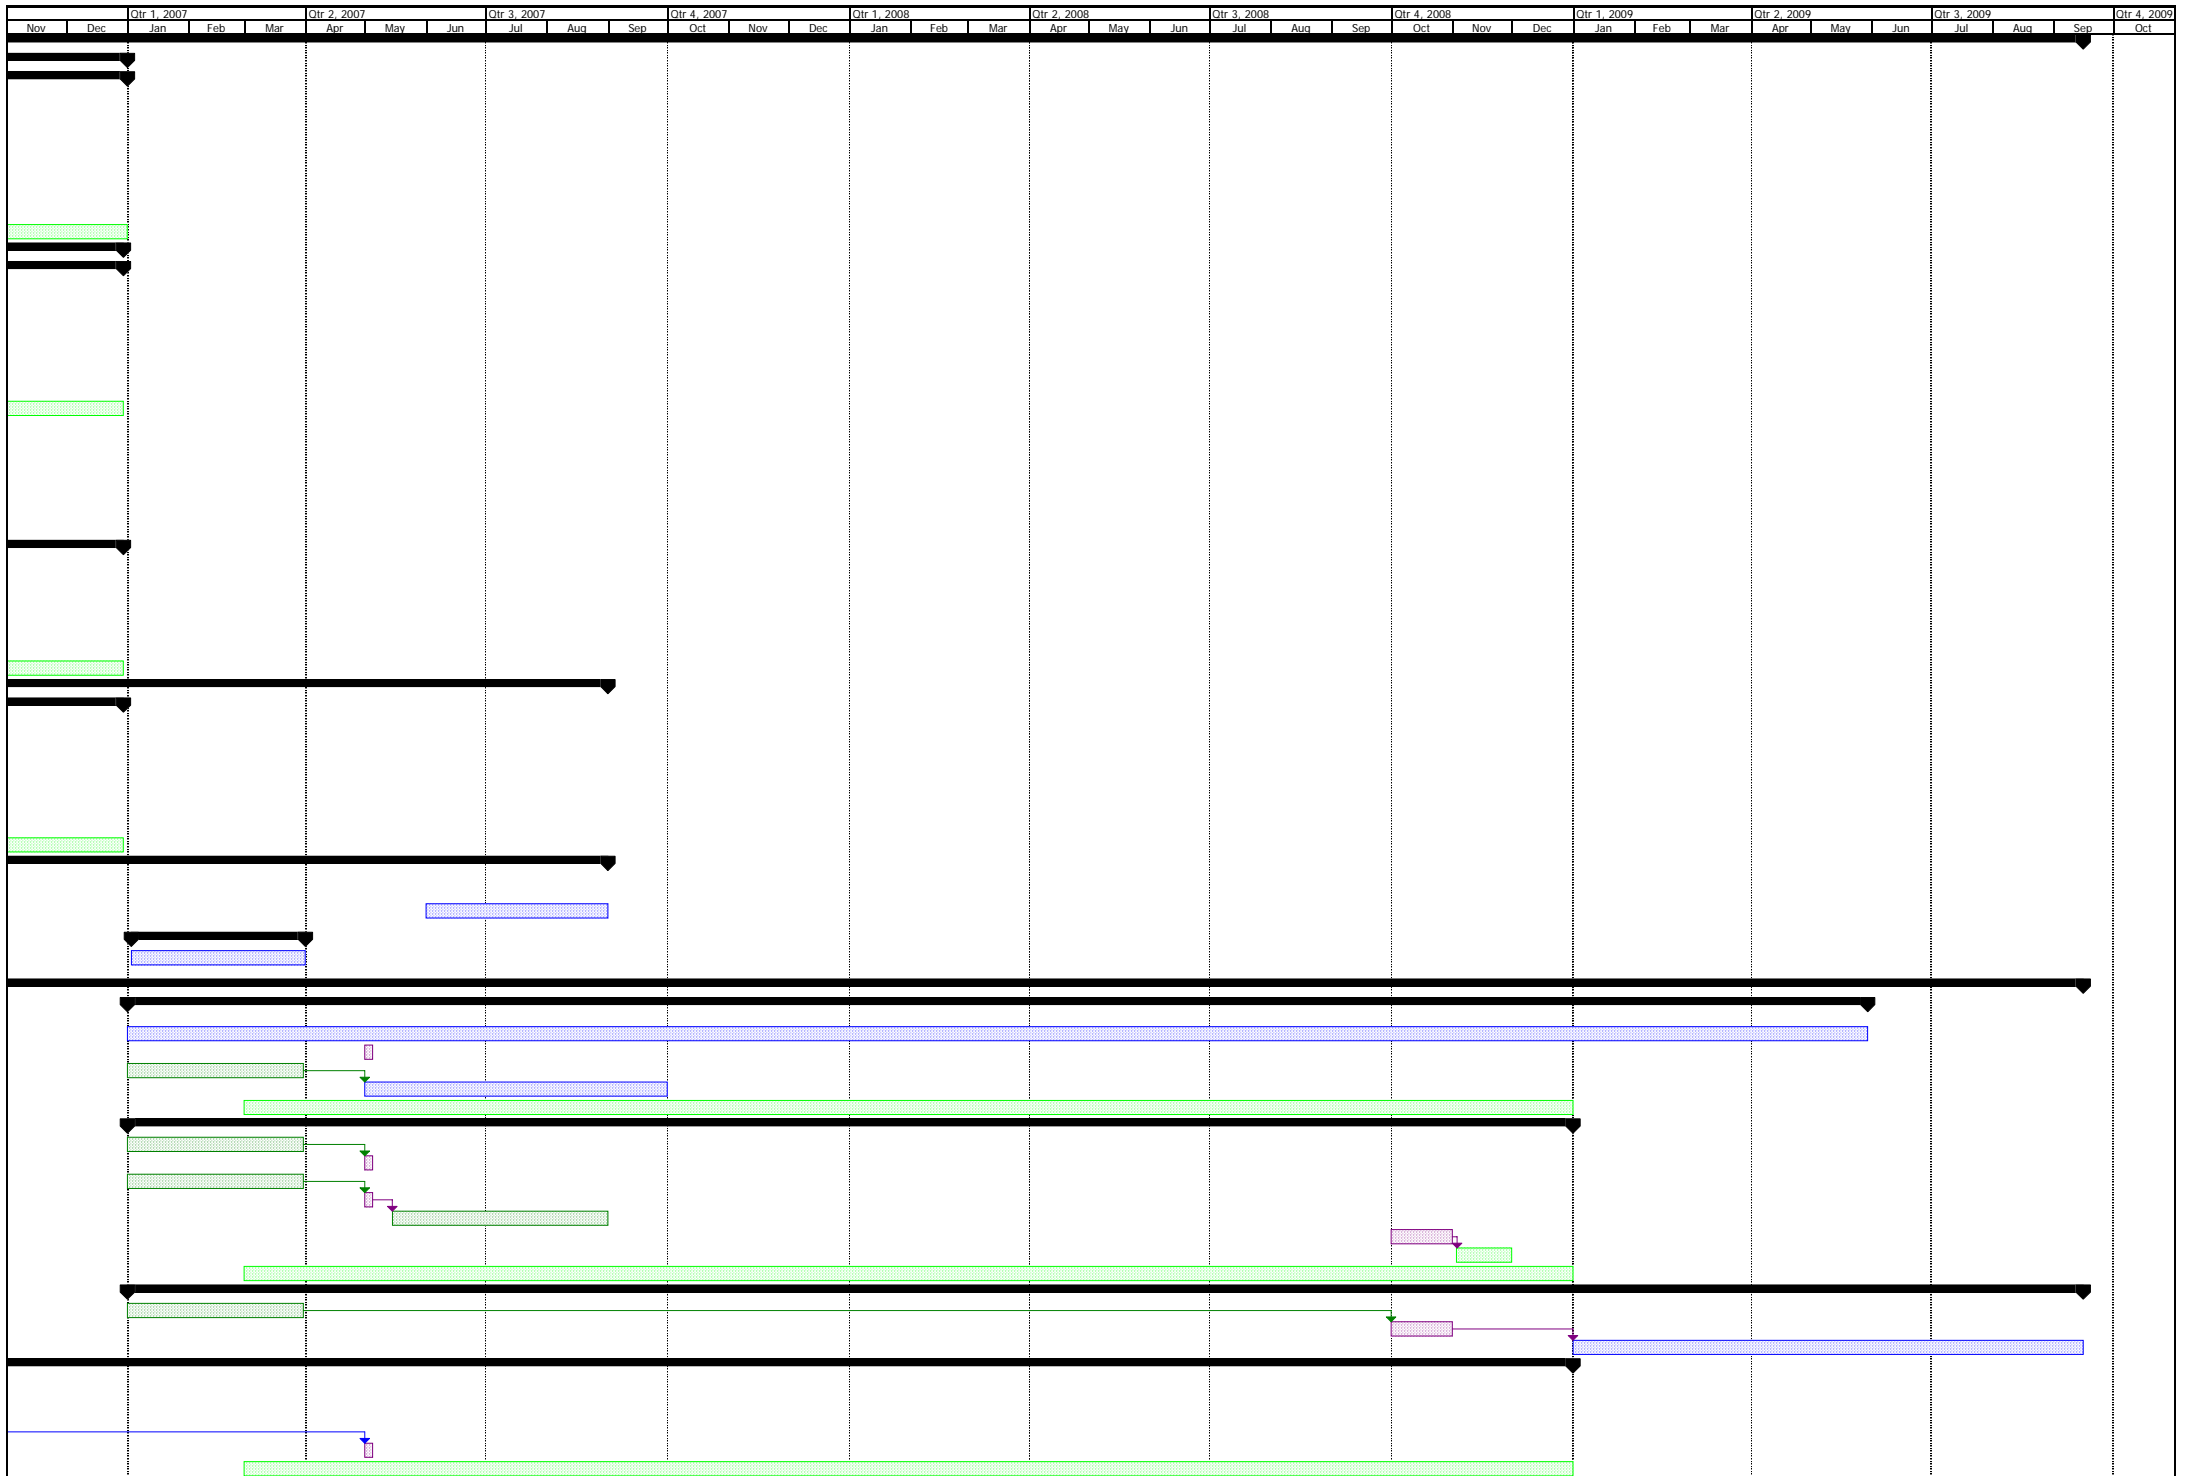 Qtr 1, 2007 Qtr 2, 2007 Qtr 3, 2007 Qtr 4, 2007 Qtr 1, 2008 Qtr 2, 2008 Qtr 3, 2008 Qtr 4, 2008 Qtr 1, 2009 Qtr 2, 2009 Qtr 3, 2009 Qtr 4, 2009
Nov Dec Jan Feb Mar Apr May Jun Jul Aug Sep Oct Nov Dec Jan Feb Mar Apr May Jun Jul Aug Sep Oct Nov Dec Jan Feb Mar Apr May Jun Jul Aug Sep Oct